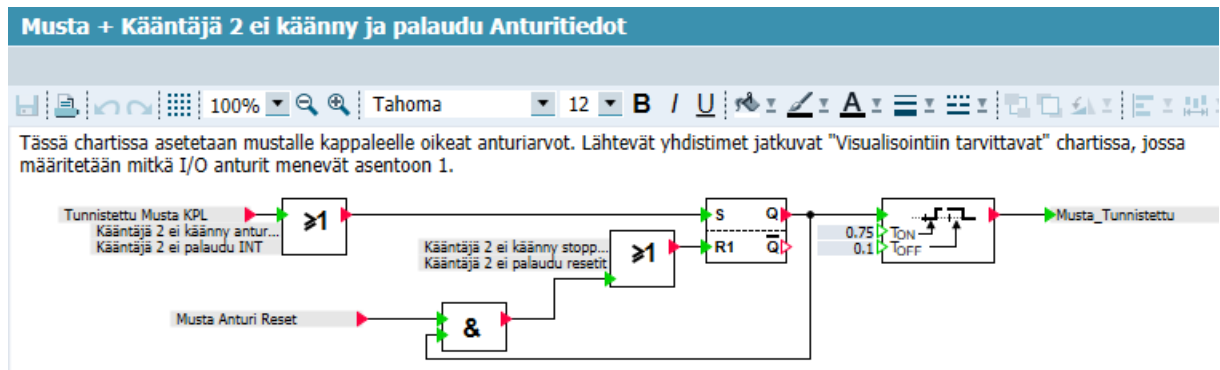 Musta + Kääntäjä 2 ei käänny ja palaudu Anturitiedot
100% Tahoma 12 B I U A
Tässä chartissa asetetaan mustalle kappaleelle oikeat anturiarvot. Lähtevät yhdistimet jatkuvat "Visualisointiin tarvittavat" chartissa, jossa
määritetään mitkä I/O anturit menevät asentoon 1.
Tunnistettu Musta KPL
Kääntäjä 2 ei käänny antur...
Kääntäjä 2 ei palaudu INT
≥1
Kääntäjä 2 ei käänny stopp...
Kääntäjä 2 ei palaudu resetit
≥1
S Q
R1 Q̅
0.75 TON
0.1 TOFF
Musta_Tunnistettu
Musta Anturi Reset
&